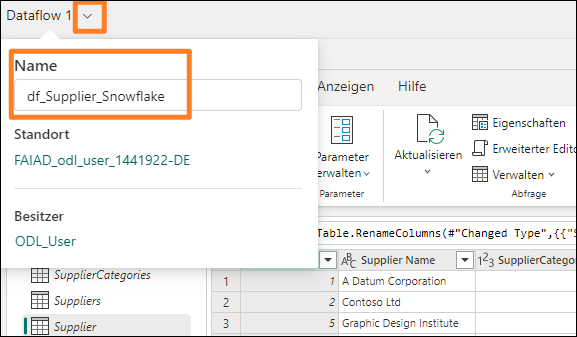 Dataflow 1
Name
df_Supplier_Snowflake
Standort
FAIAD_odl_user_1441922-DE
Besitzer
ODL_User
Anzeigen
Hilfe
Parameter
verwalten
Parameter
Aktualisieren
Eigenschaften
Erweiterter Edito
Verwalten
Abfrage
Table.RenameColumns(#"Changed Type",{{"S
Supplier Name
123
SupplierCateg
1
1
A Datum Corporation
2
2
Contoso Ltd
3
5
Graphic Design Institute
SupplierCategories
Suppliers
Supplier